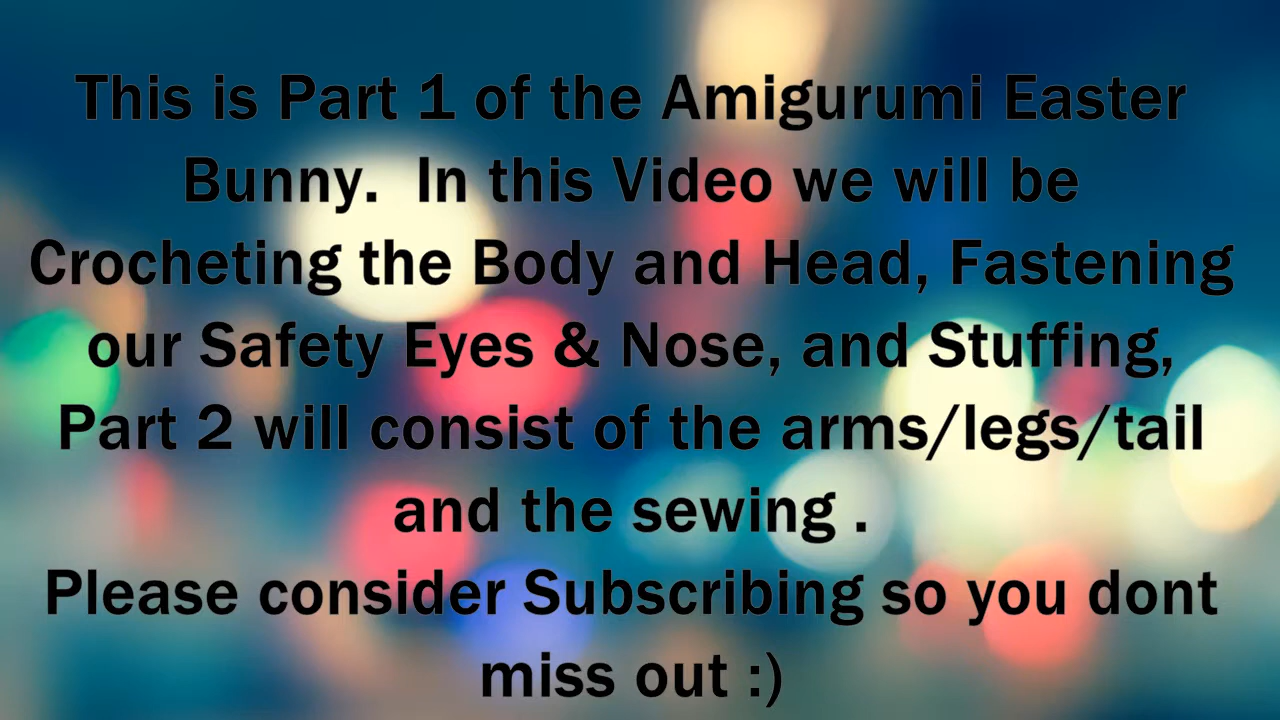 This is Part 1 of the Amigurumi Easter
Bunny.  In this Video we will be
Crocheting the Body and Head, Fastening
our Safety Eyes & Nose, and Stuffing,
Part 2 will consist of the arms/legs/tail
and the sewing .
Please consider Subscribing so you dont
miss out :)